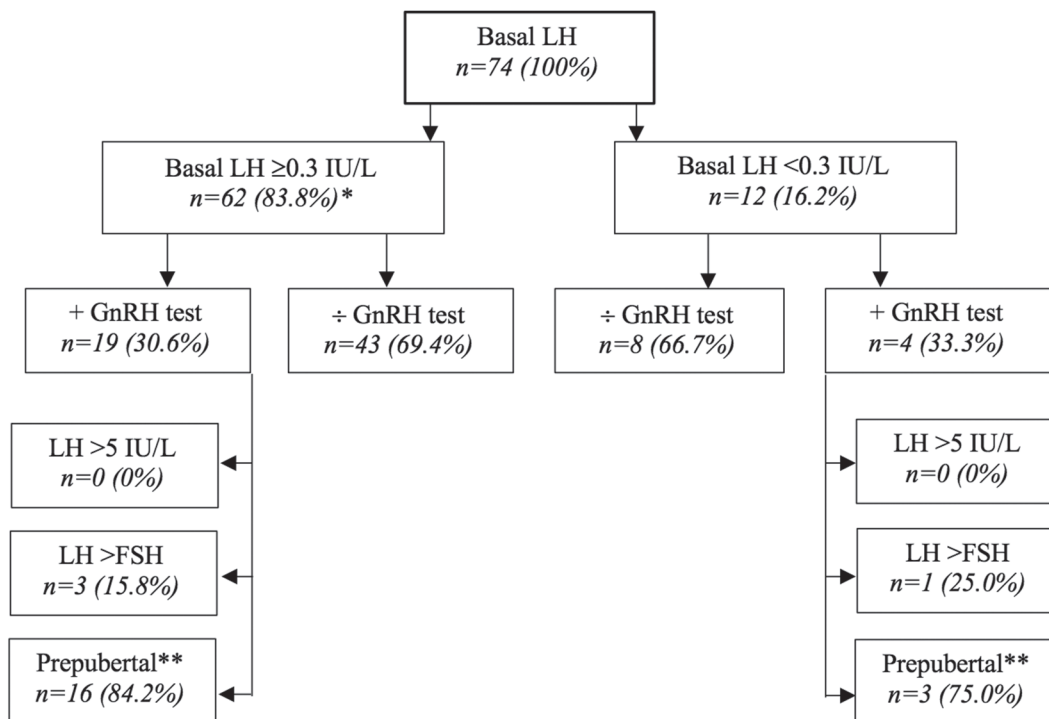 Basal LH
n=74 (100%)
Basal LH ≥0.3 IU/L
n=62 (83.8%)*
Basal LH <0.3 IU/L
n=12 (16.2%)
+ GnRH test
n=19 (30.6%)
÷ GnRH test
n=43 (69.4%)
÷ GnRH test
n=8 (66.7%)
+ GnRH test
n=4 (33.3%)
LH >5 IU/L
n=0 (0%)
LH >FSH
n=3 (15.8%)
Prepubertal**
n=16 (84.2%)
LH >5 IU/L
n=0 (0%)
LH >FSH
n=1 (25.0%)
Prepubertal**
n=3 (75.0%)